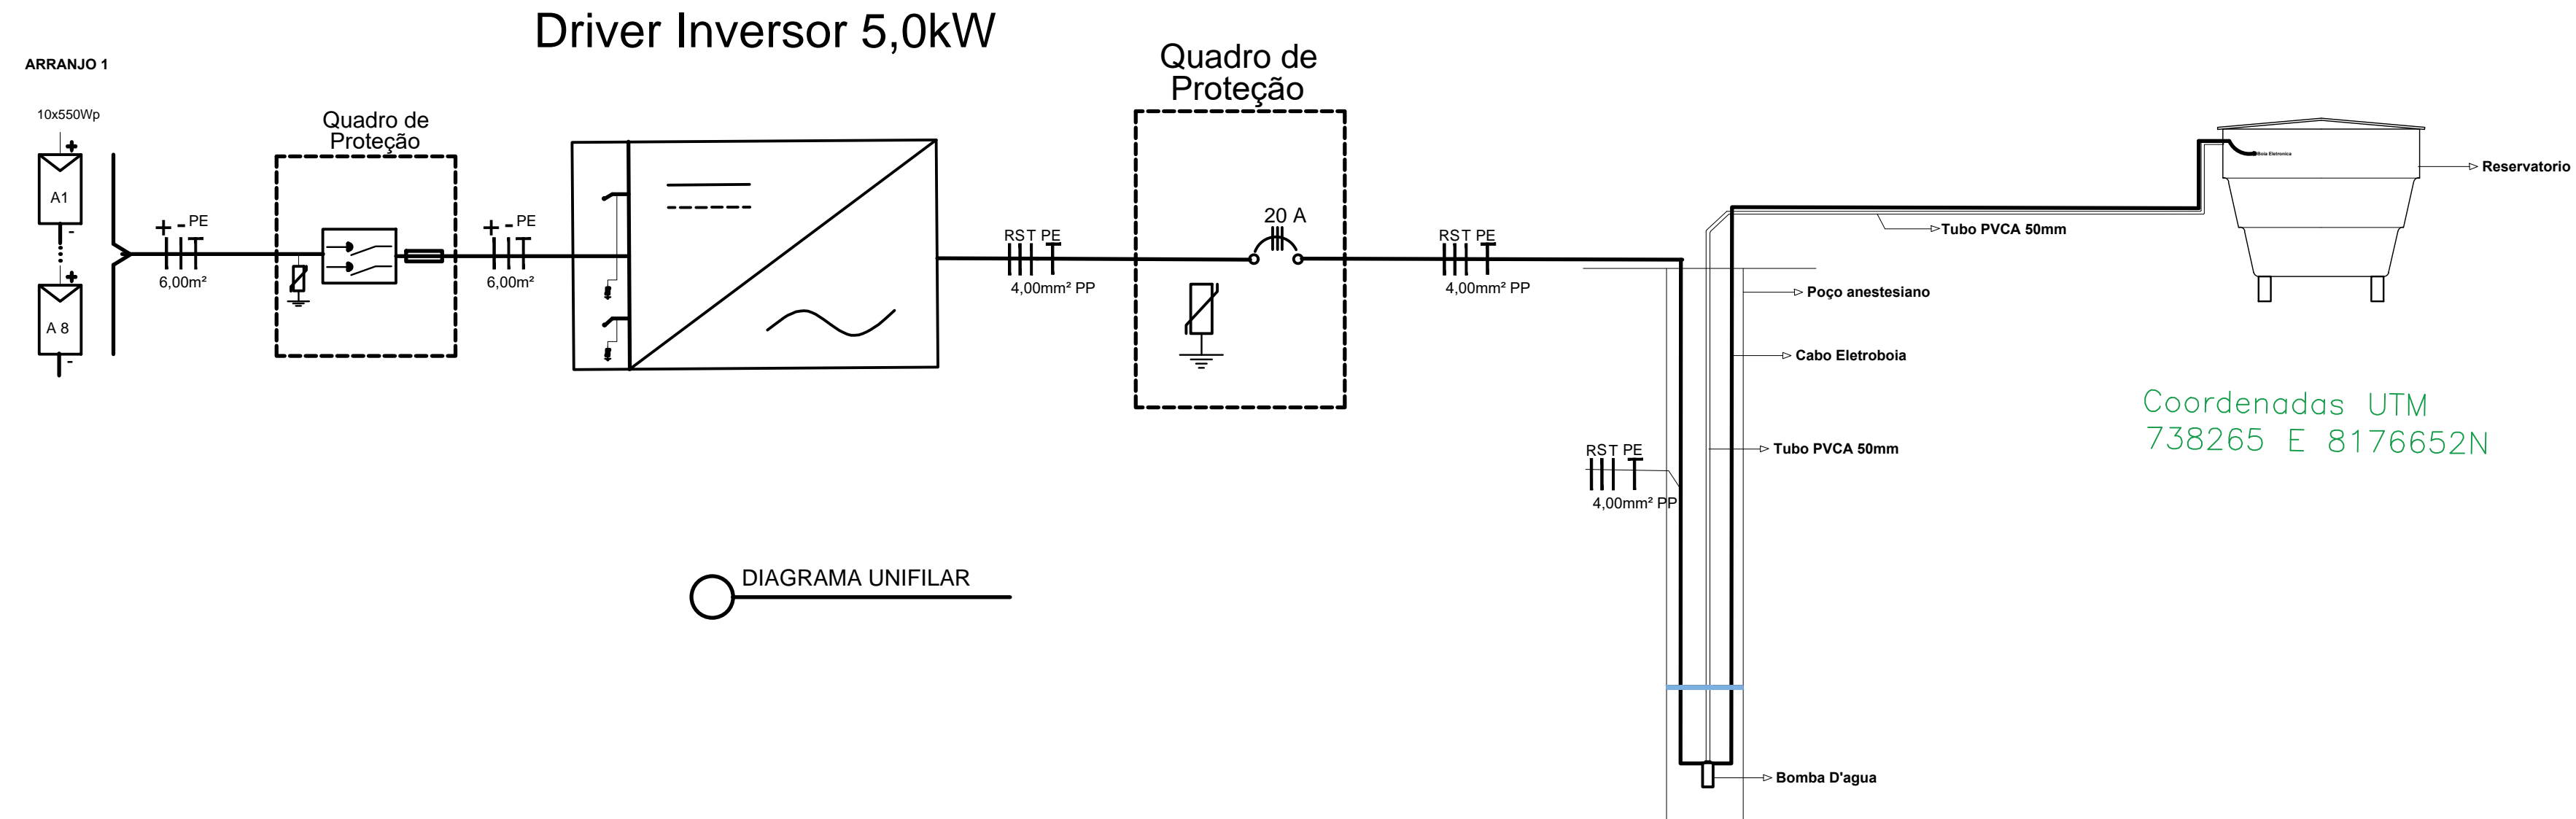 Driver Inversor 5,0kW
ARRANJO 1
10x550Wp
+
A1
-
+
A 8
-
+ - PE
6,00m²
Quadro de
Proteção
+ - PE
6,00m²
RST PE
4,00mm² PP
Quadro de
Proteção
20 A
RST PE
4,00mm² PP
RST PE
4,00mm² PP
Boia Eletronica
Reservatorio
Tubo PVCA 50mm
Poço anestesiano
Cabo Eletroboia
Tubo PVCA 50mm
Bomba D'agua
Coordenadas UTM
738265 E 8176652N
DIAGRAMA UNIFILAR